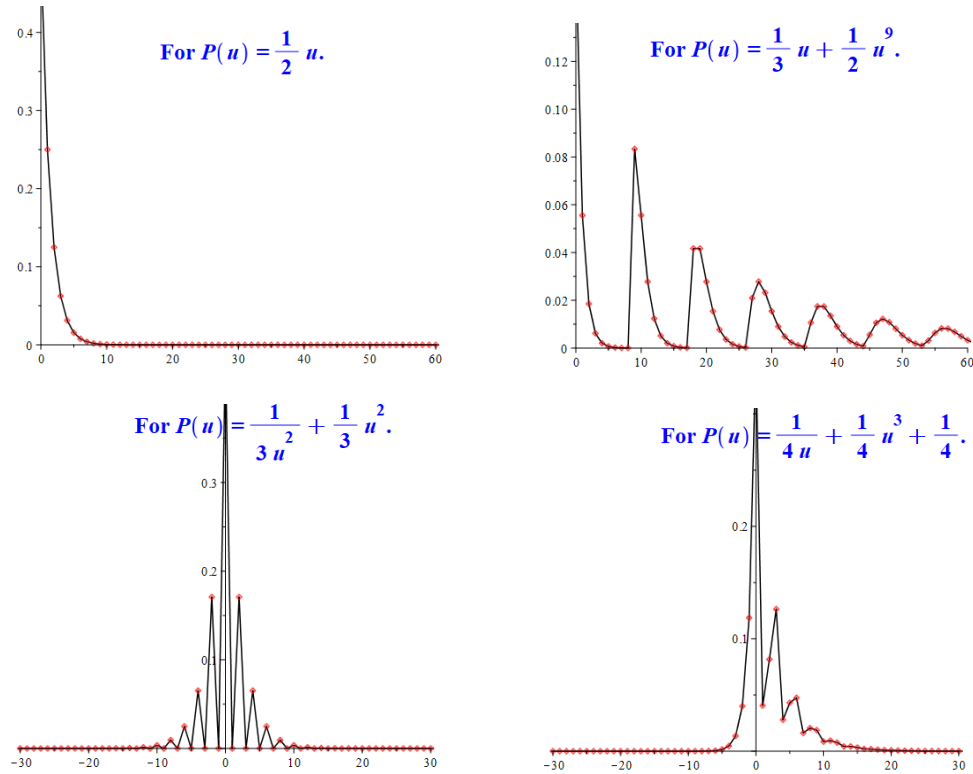 For P(u) = 1/2 u.
0.4
0.3
0.2
0.1
0
0 10 20 30 40 50 60
For P(u) = 1/3 u + 1/2 u^9.
0.12
0.10
0.08
0.06
0.04
0.02
0
0 10 20 30 40 50 60
For P(u) = 1/(3 u^2) + 1/3 u^2.
0.3
0.2
0.1
-30 -20 -10 0 10 20 30
For P(u) = 1/(4 u) + 1/4 u^3 + 1/4.
0.2
0.1
-30 -20 -10 0 10 20 30